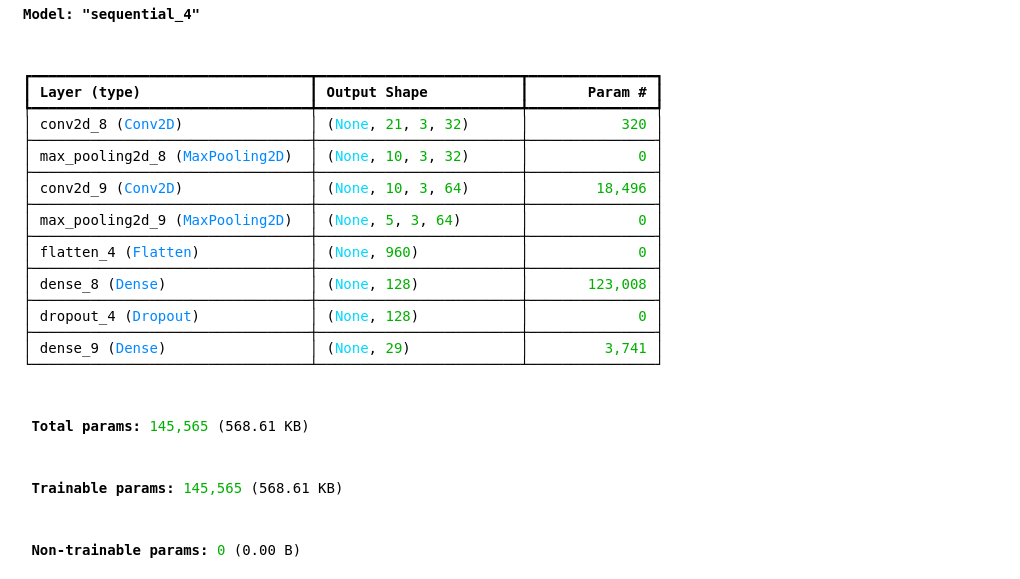 Model: "sequential_4"
Layer (type) Output Shape Param #
conv2d_8 (Conv2D) (None, 21, 3, 32) 320
max_pooling2d_8 (MaxPooling2D) (None, 10, 3, 32) 0
conv2d_9 (Conv2D) (None, 10, 3, 64) 18,496
max_pooling2d_9 (MaxPooling2D) (None, 5, 3, 64) 0
flatten_4 (Flatten) (None, 960) 0
dense_8 (Dense) (None, 128) 123,008
dropout_4 (Dropout) (None, 128) 0
dense_9 (Dense) (None, 29) 3,741
Total params: 145,565 (568.61 KB)
Trainable params: 145,565 (568.61 KB)
Non-trainable params: 0 (0.00 B)